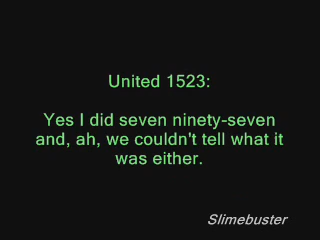 United 1523:
Yes I did seven ninety-seven
and, ah, we couldn't tell what it
was either.
Slimebuster